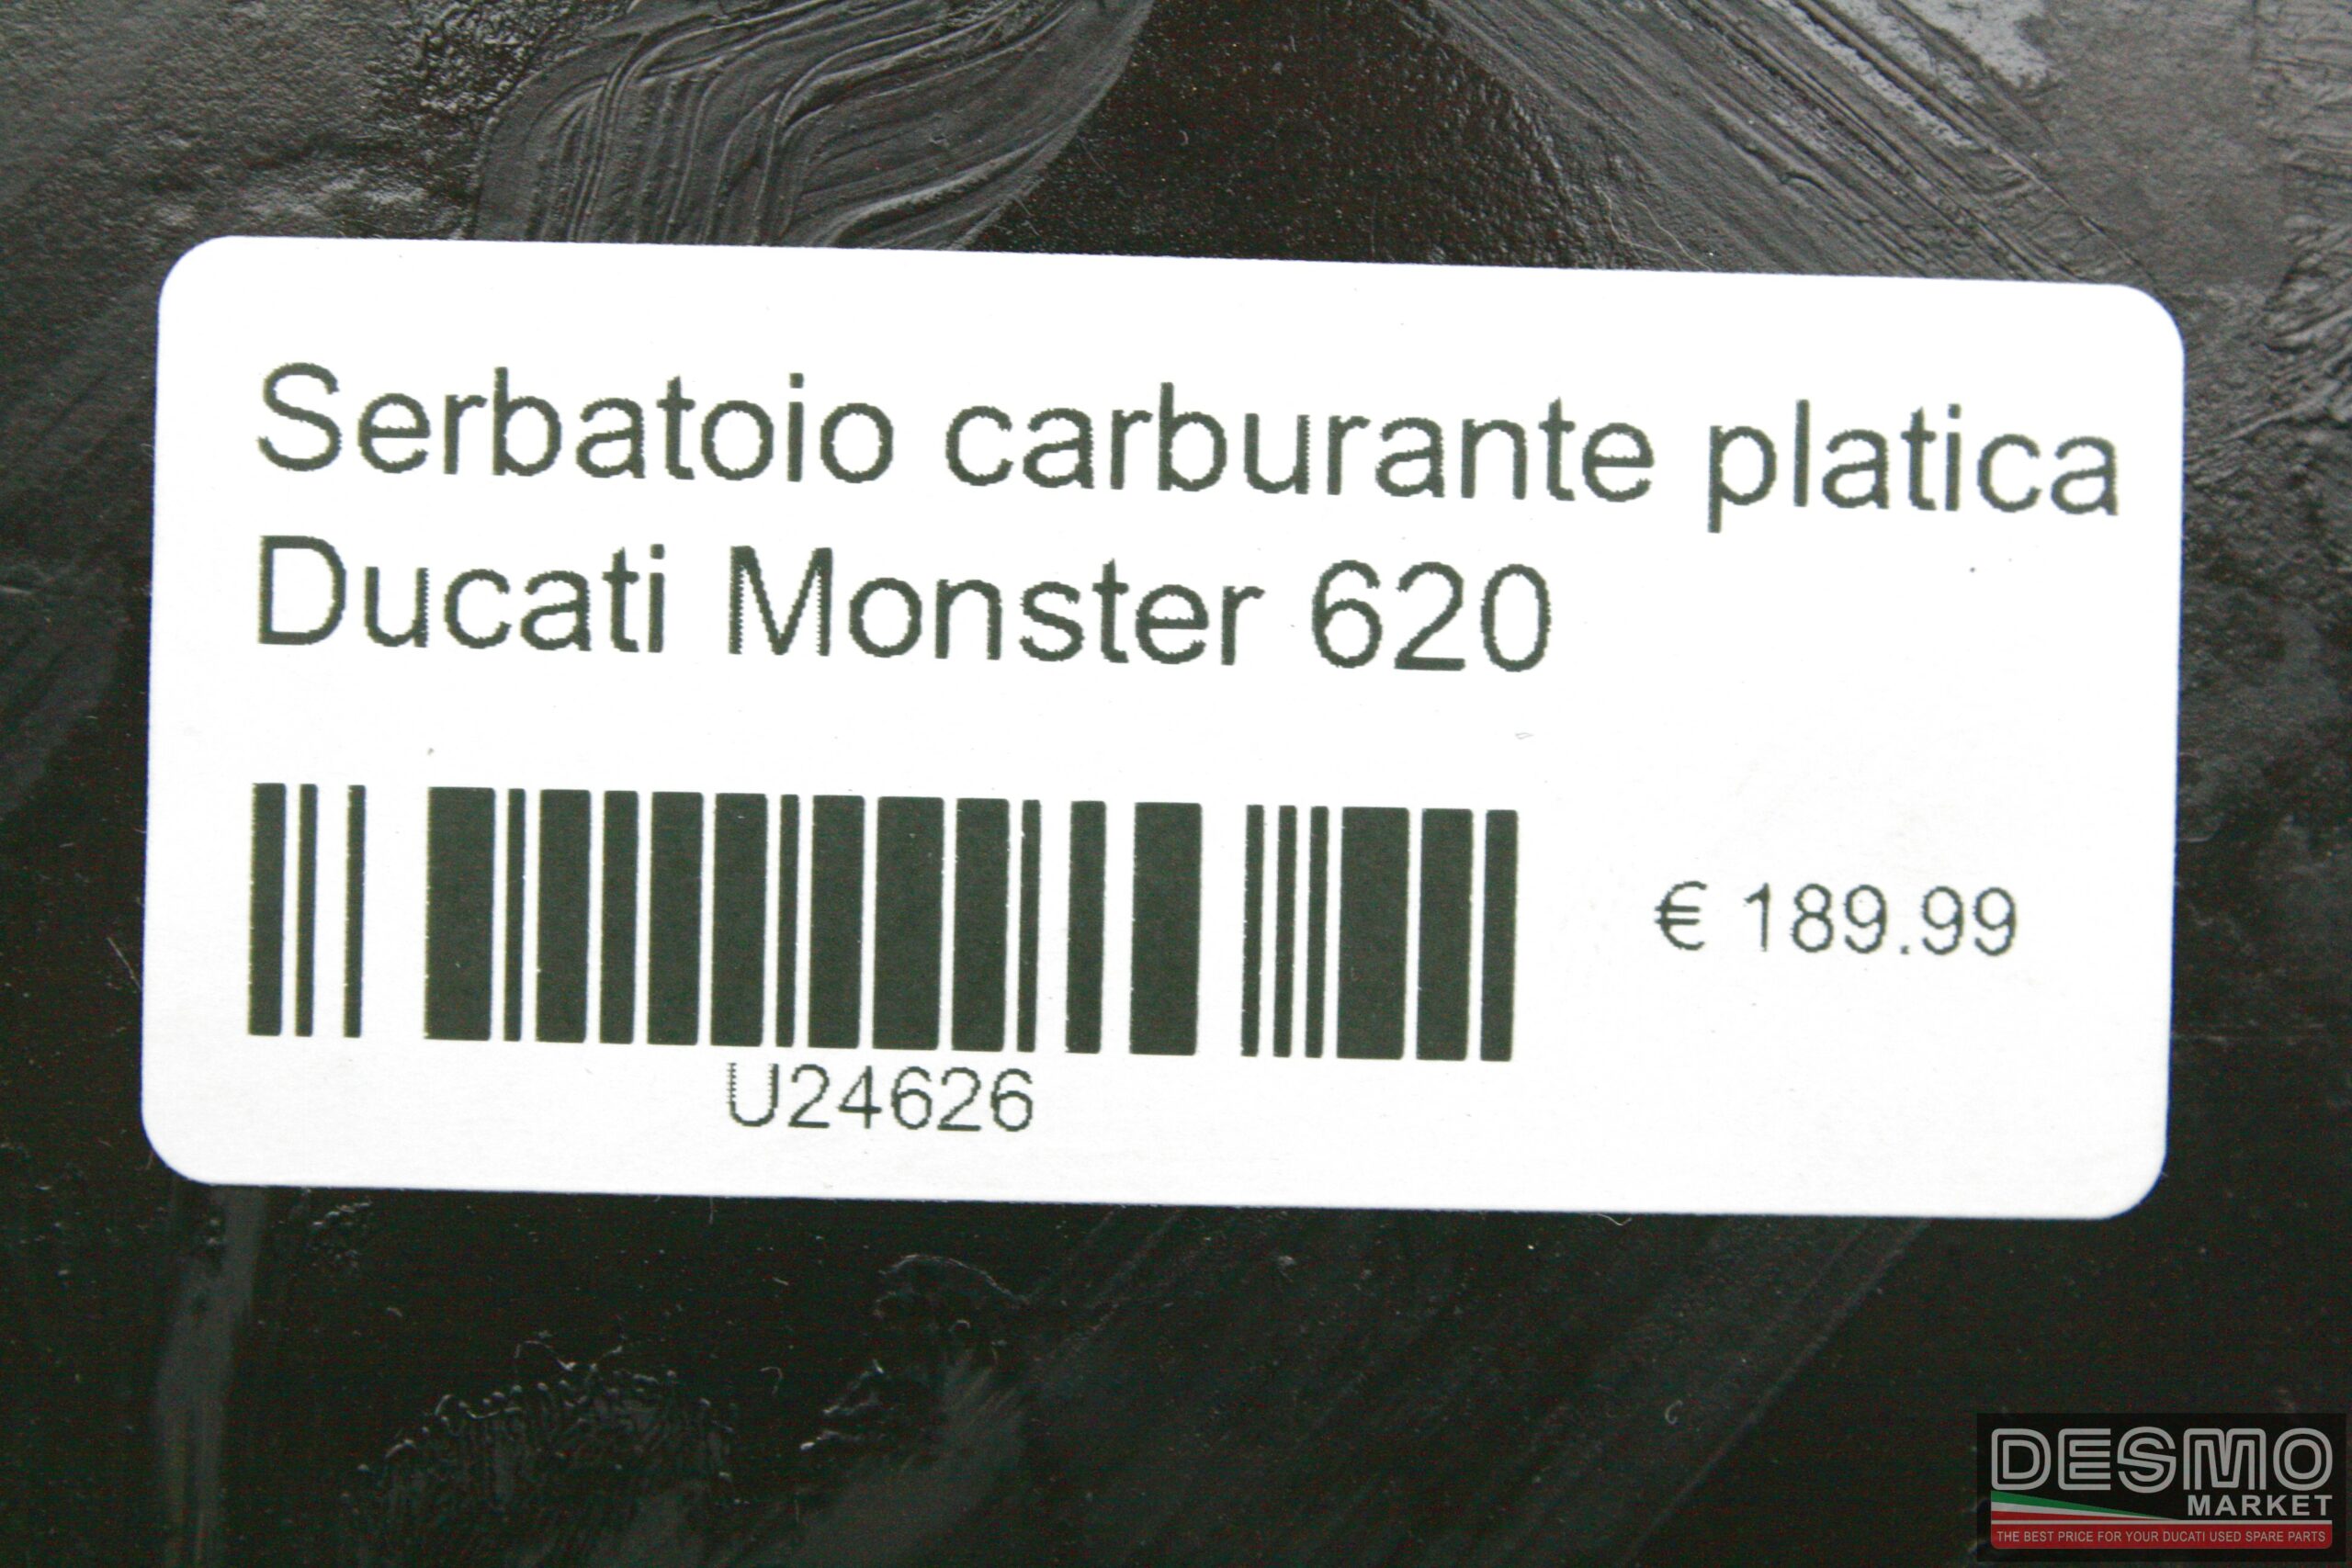 Serbatoio carburante platica
Ducati Monster 620
€ 189.99
U24626
DESMO
MARKET
THE BEST PRICE FOR YOUR DUCATI USED SPARE PARTS